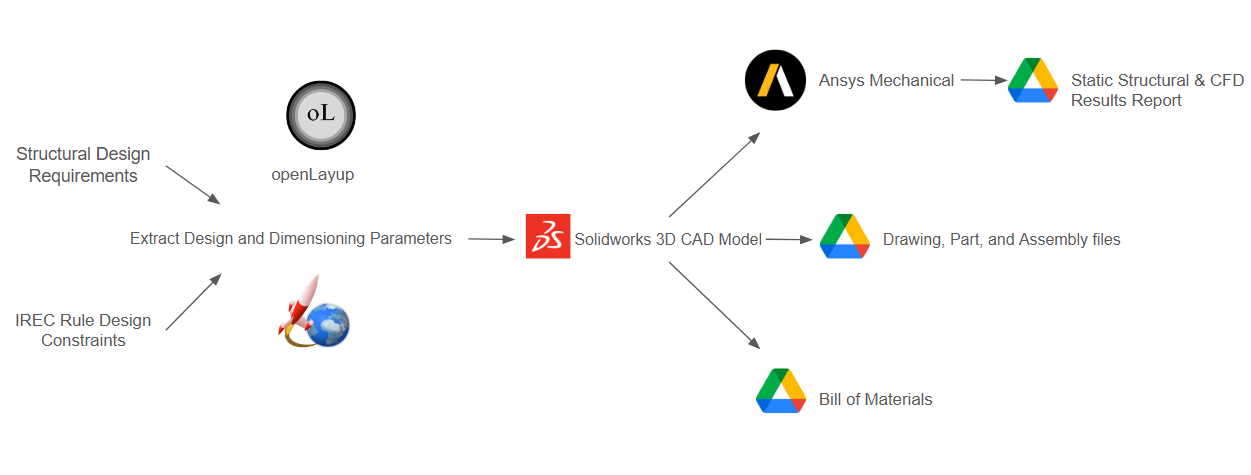 oL
openLayup
Structural Design
Requirements
Extract Design and Dimensioning Parameters
IREC Rule Design
Constraints
3DS Solidworks 3D CAD Model
Ansys Mechanical
Static Structural & CFD
Results Report
Drawing, Part, and Assembly files
Bill of Materials